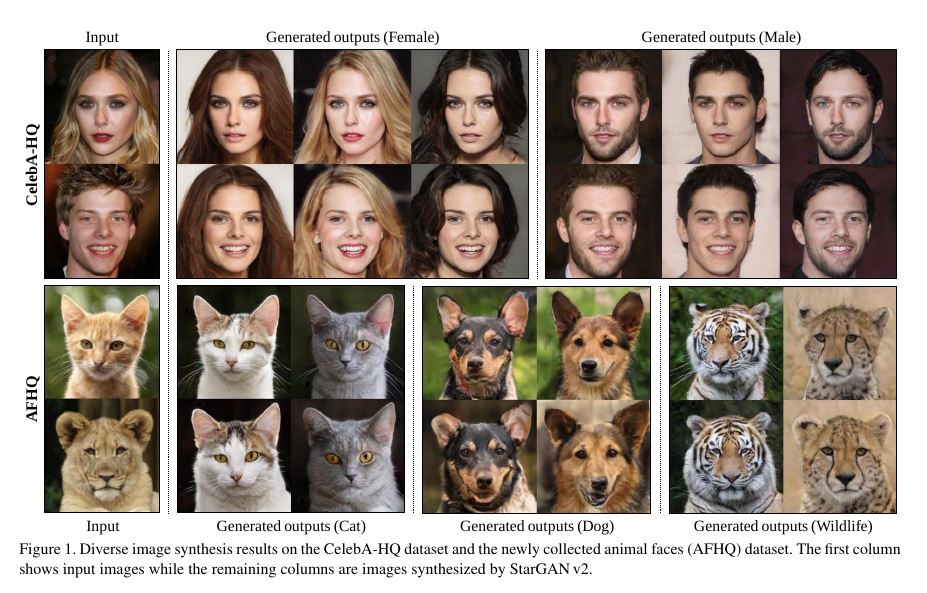 Input
Generated outputs (Female)
Generated outputs (Male)
CelebA-HQ
AFHQ
Input
Generated outputs (Cat)
Generated outputs (Dog)
Generated outputs (Wildlife)
Figure 1. Diverse image synthesis results on the CelebA-HQ dataset and the newly collected animal faces (AFHQ) dataset. The first column
shows input images while the remaining columns are images synthesized by StarGAN v2.